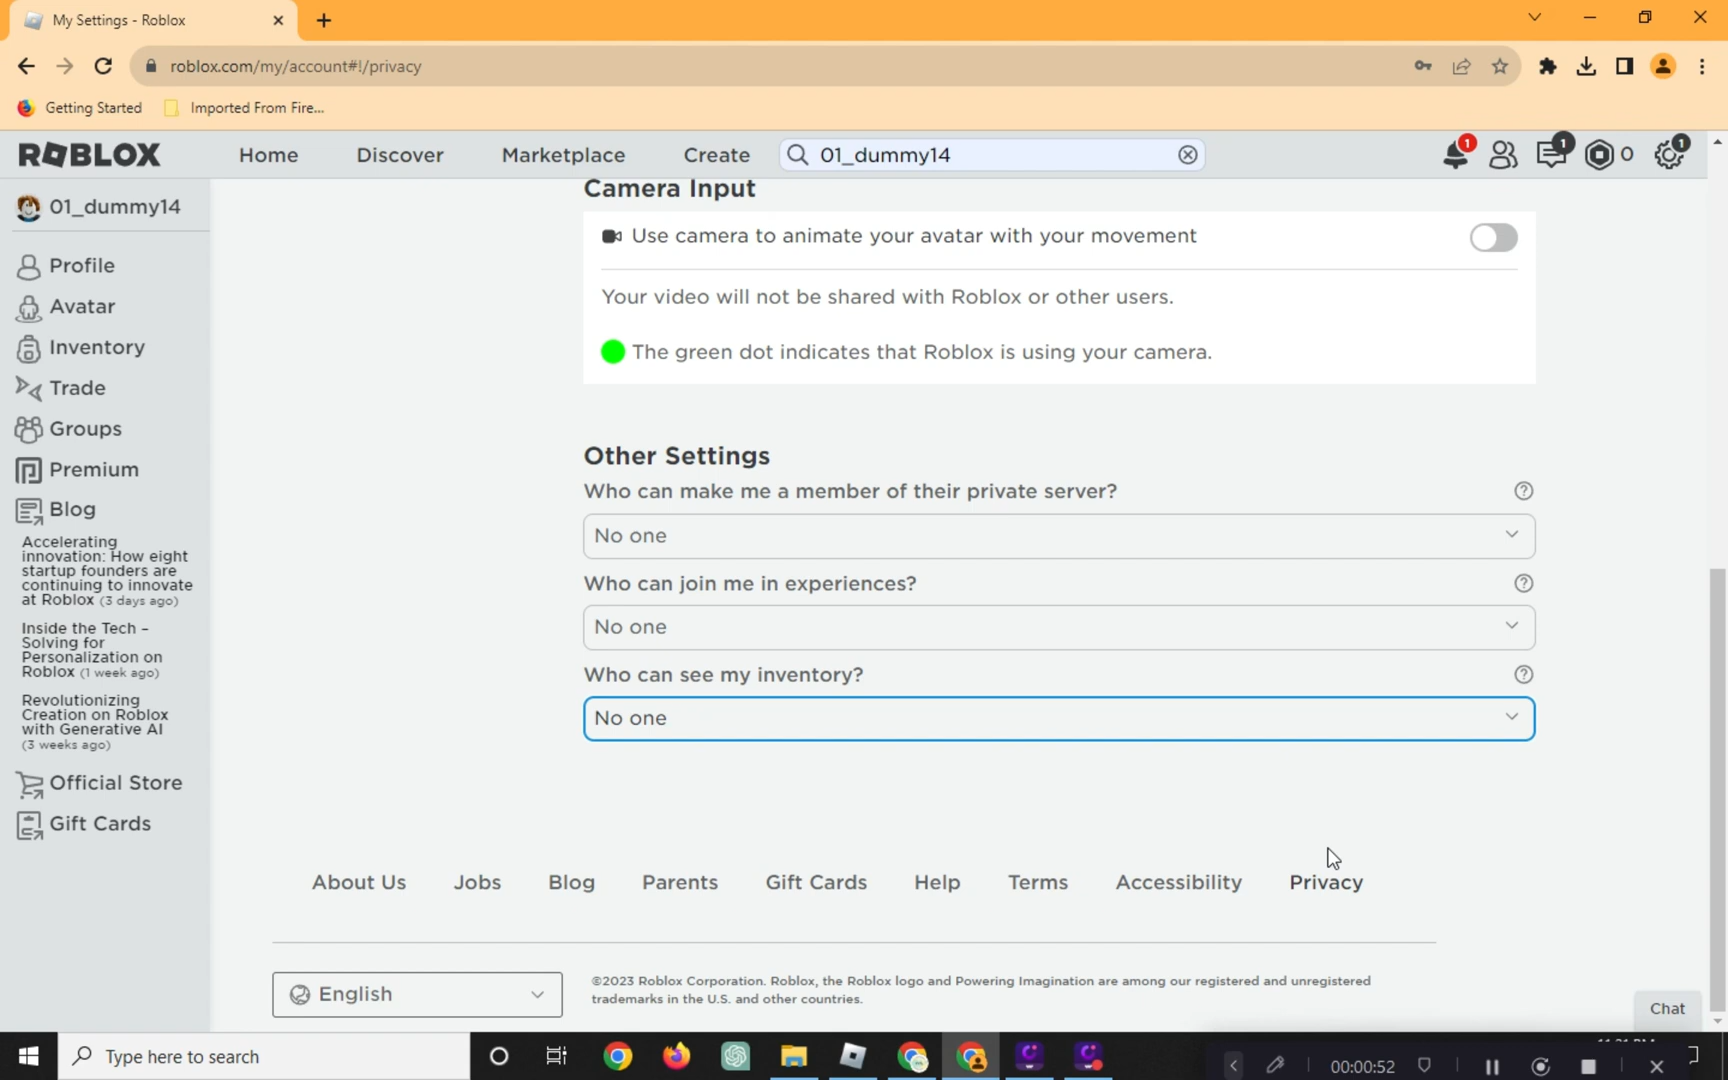 My Settings - Roblox
roblox.com/my/account#!/privacy
Getting Started
Imported From Fire...
ROBLOX
Home
Discover
Marketplace
Create
01_dummy14
1
1
0
1
01_dummy14
Profile
Avatar
Inventory
Trade
Groups
Premium
Blog
Accelerating
innovation: How eight
startup founders are
continuing to innovate
at Roblox (3 days ago)
Inside the Tech –
Solving for
Personalization on
Roblox (1 week ago)
Revolutionizing
Creation on Roblox
with Generative AI
(3 weeks ago)
Official Store
Gift Cards
Camera Input
Use camera to animate your avatar with your movement
Your video will not be shared with Roblox or other users.
The green dot indicates that Roblox is using your camera.
Other Settings
Who can make me a member of their private server?
No one
Who can join me in experiences?
No one
Who can see my inventory?
No one
About Us
Jobs
Blog
Parents
Gift Cards
Help
Terms
Accessibility
Privacy
English
©2023 Roblox Corporation. Roblox, the Roblox logo and Powering Imagination are among our registered and unregistered
trademarks in the U.S. and other countries.
Chat
Type here to search
00:00:52